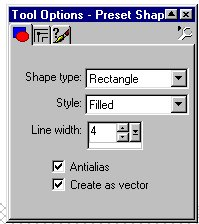 Tool Options - Preset Shap
Shape type: Rectangle
Style: Filled
Line width: 4
Antialias
Create as vector